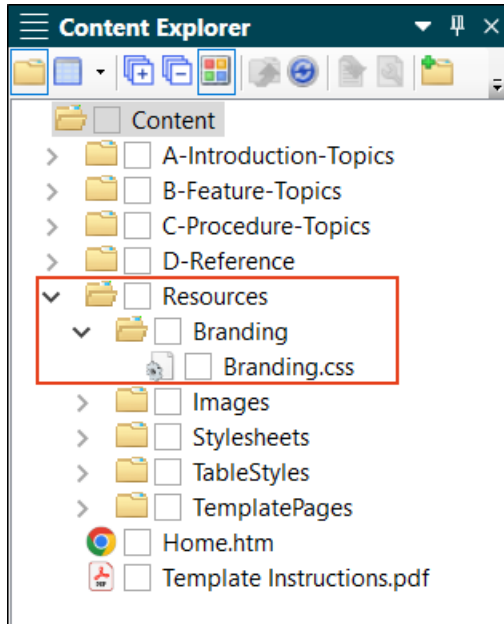 Content Explorer
Content
A-Introduction-Topics
B-Feature-Topics
C-Procedure-Topics
D-Reference
Resources
Branding
Branding.css
Images
Stylesheets
TableStyles
TemplatePages
Home.htm
Template Instructions.pdf